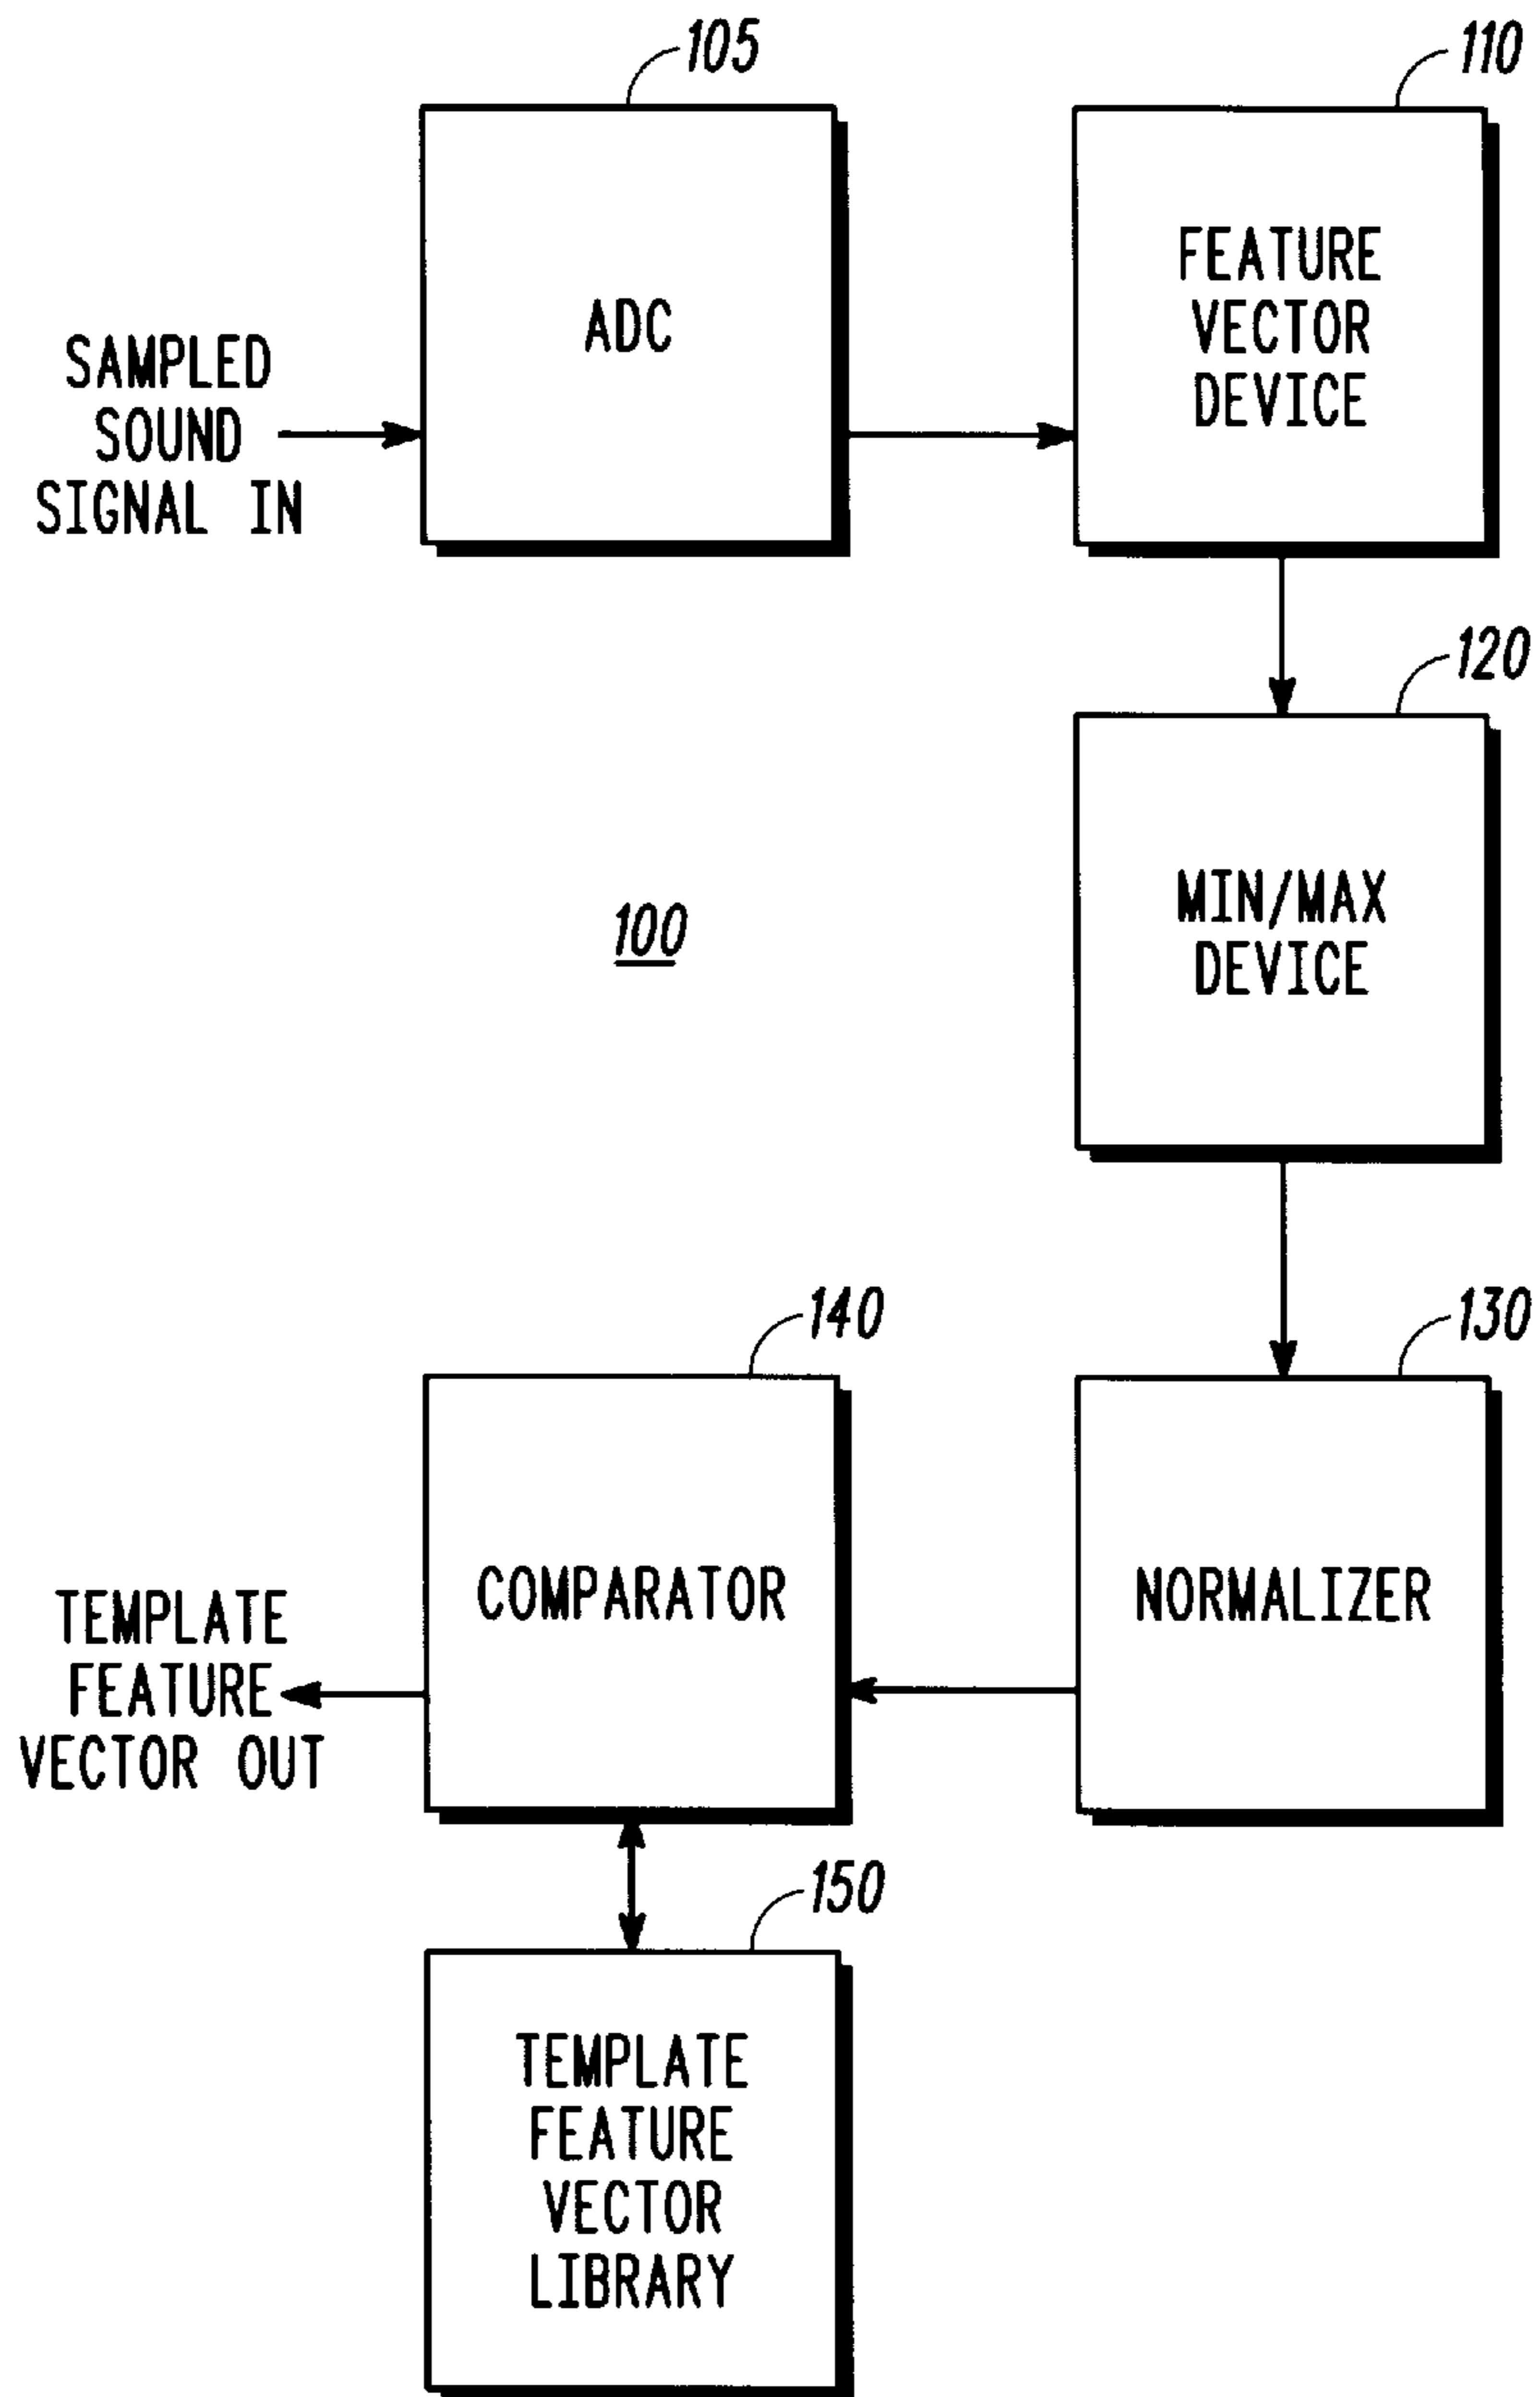 105
110
ADC
FEATURE
VECTOR
DEVICE
SAMPLED
SOUND
SIGNAL IN
120
MIN/MAX
DEVICE
100
140
130
COMPARATOR
NORMALIZER
TEMPLATE
FEATURE
VECTOR OUT
150
TEMPLATE
FEATURE
VECTOR
LIBRARY